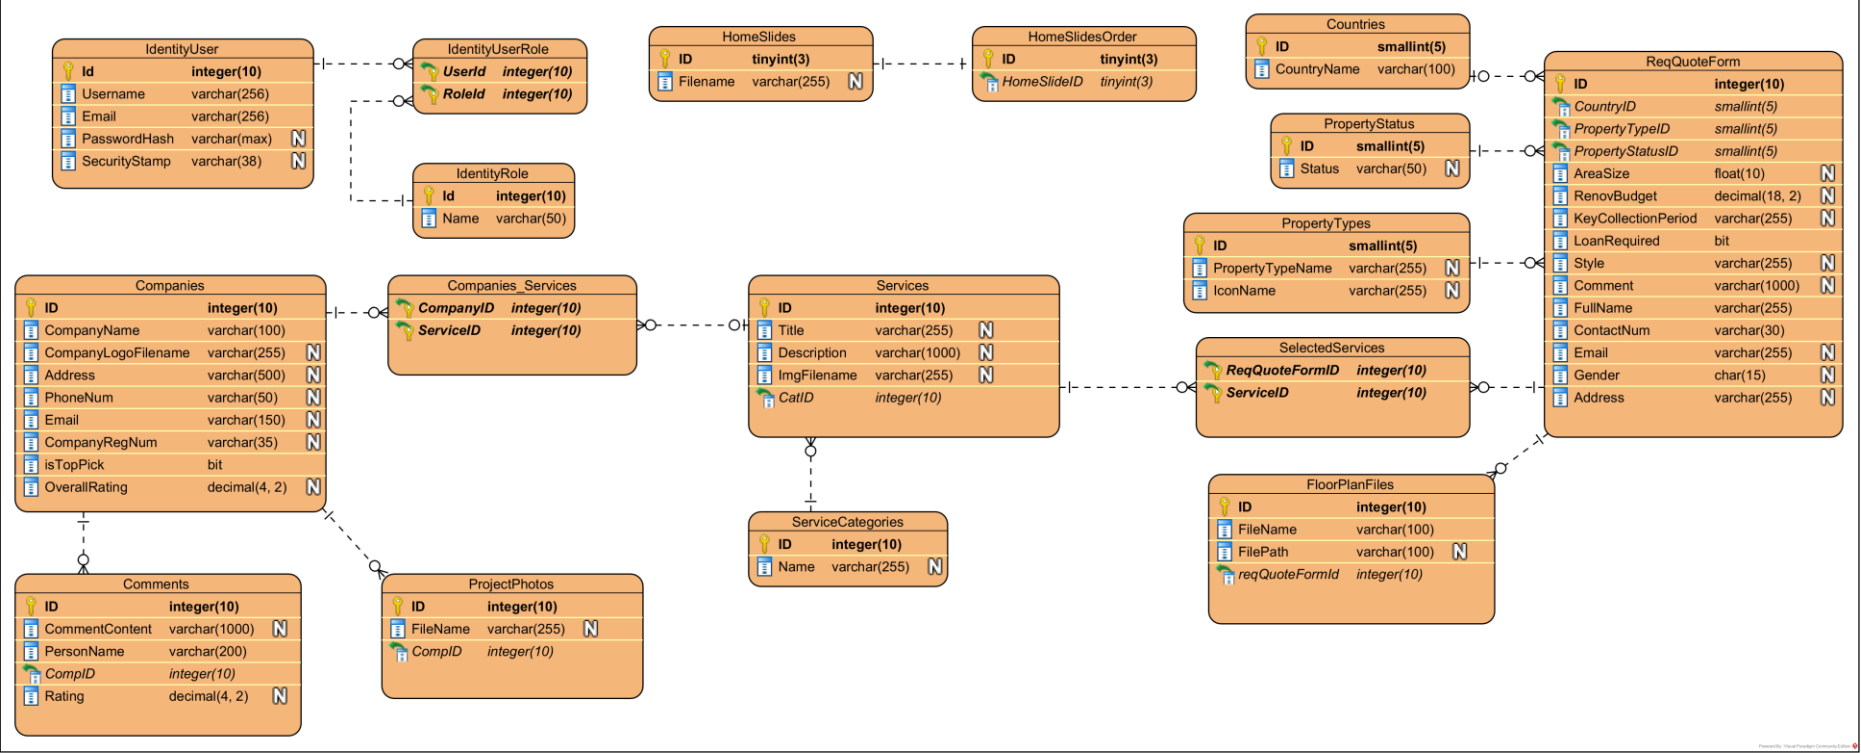 IdentityUser
Id integer(10)
Username varchar(256)
Email varchar(256)
PasswordHash varchar(max) N
SecurityStamp varchar(38) N
IdentityUserRole
UserId integer(10)
RoleId integer(10)
IdentityRole
Id integer(10)
Name varchar(50)
HomeSlides
ID tinyint(3)
Filename varchar(255) N
HomeSlidesOrder
ID tinyint(3)
HomeSlideID tinyint(3)
Countries
ID smallint(5)
CountryName varchar(100)
PropertyStatus
ID smallint(5)
Status varchar(50) N
PropertyTypes
ID smallint(5)
PropertyTypeName varchar(255) N
IconName varchar(255) N
ReqQuoteForm
ID integer(10)
CountryID smallint(5)
PropertyTypeID smallint(5)
PropertyStatusID smallint(5)
AreaSize float(10) N
RenovBudget decimal(18, 2) N
KeyCollectionPeriod varchar(255) N
LoanRequired bit
Style varchar(255) N
Comment varchar(1000) N
FullName varchar(255)
ContactNum varchar(30)
Email varchar(255) N
Gender char(15) N
Address varchar(255) N
Companies
ID integer(10)
CompanyName varchar(100)
CompanyLogoFilename varchar(255) N
Address varchar(500) N
PhoneNum varchar(50) N
Email varchar(150) N
CompanyRegNum varchar(35) N
isTopPick bit
OverallRating decimal(4, 2) N
Companies_Services
CompanyID integer(10)
ServiceID integer(10)
Services
ID integer(10)
Title varchar(255) N
Description varchar(1000) N
ImgFilename varchar(255) N
CatID integer(10)
SelectedServices
ReqQuoteFormID integer(10)
ServiceID integer(10)
FloorPlanFiles
ID integer(10)
FileName varchar(100)
FilePath varchar(100) N
reqQuoteFormId integer(10)
ServiceCategories
ID integer(10)
Name varchar(255) N
Comments
ID integer(10)
CommentContent varchar(1000) N
PersonName varchar(200)
CompID integer(10)
Rating decimal(4, 2) N
ProjectPhotos
ID integer(10)
FileName varchar(255) N
CompID integer(10)
Powered By Visual Paradigm Community Edition